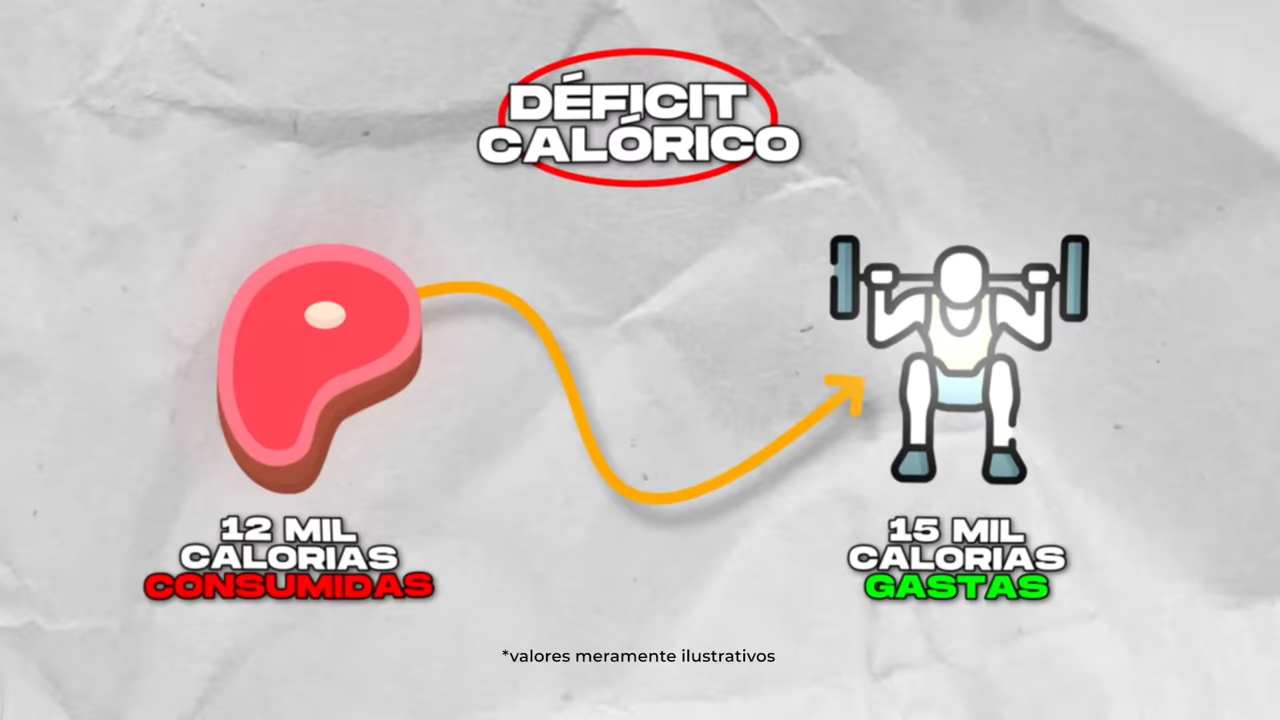 DÉFICIT
CALÓRICO
12 MIL
CALORIAS
CONSUMIDAS
15 MIL
CALORIAS
GASTAS
*valores meramente ilustrativos